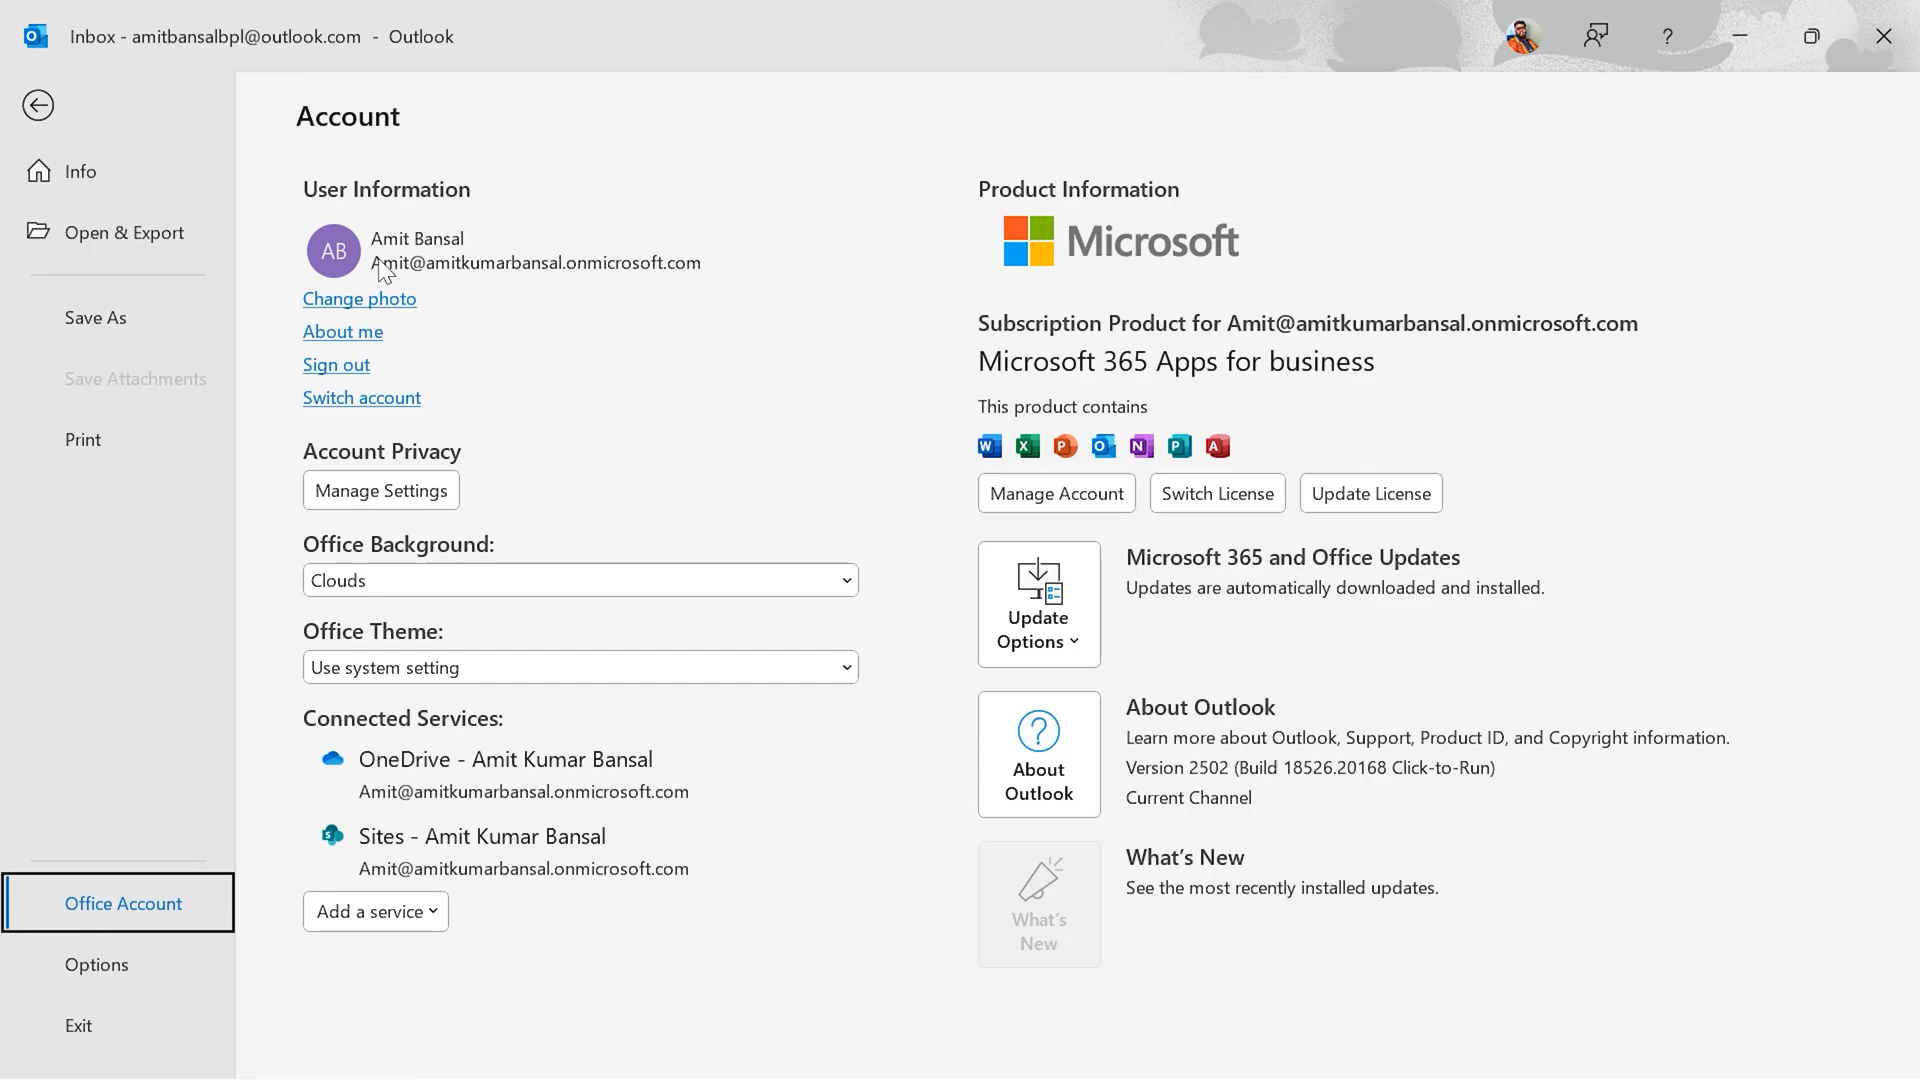 Inbox - amitbansalbpl@outlook.com - Outlook
?
Info
Open & Export
Save As
Save Attachments
Print
Office Account
Options
Exit
Account
User Information
AB
Amit Bansal
Amit@amitkumarbansal.onmicrosoft.com
Change photo
About me
Sign out
Switch account
Account Privacy
Manage Settings
Office Background:
Clouds
Office Theme:
Use system setting
Connected Services:
OneDrive - Amit Kumar Bansal
Amit@amitkumarbansal.onmicrosoft.com
Sites - Amit Kumar Bansal
Amit@amitkumarbansal.onmicrosoft.com
Add a service
Product Information
Microsoft
Subscription Product for Amit@amitkumarbansal.onmicrosoft.com
Microsoft 365 Apps for business
This product contains
W X P O N P A
Manage Account Switch License Update License
Update
Options
Microsoft 365 and Office Updates
Updates are automatically downloaded and installed.
?
About
Outlook
About Outlook
Learn more about Outlook, Support, Product ID, and Copyright information.
Version 2502 (Build 18526.20168 Click-to-Run)
Current Channel
What's
New
What's New
See the most recently installed updates.